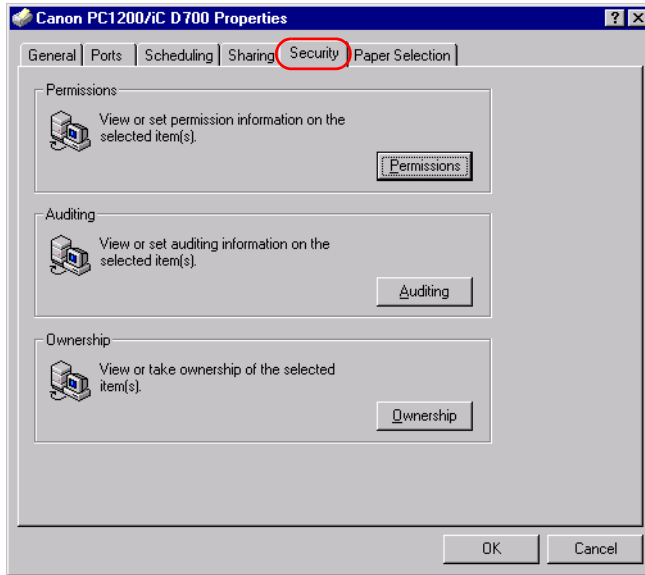 Canon PC1200/iC D700 Properties
General Ports Scheduling Sharing Security Paper Selection
Permissions
View or set permission information on the
selected item(s).
Permissions
Auditing
View or set auditing information on the
selected item(s).
Auditing
Ownership
View or take ownership of the selected
item(s).
Ownership
OK Cancel